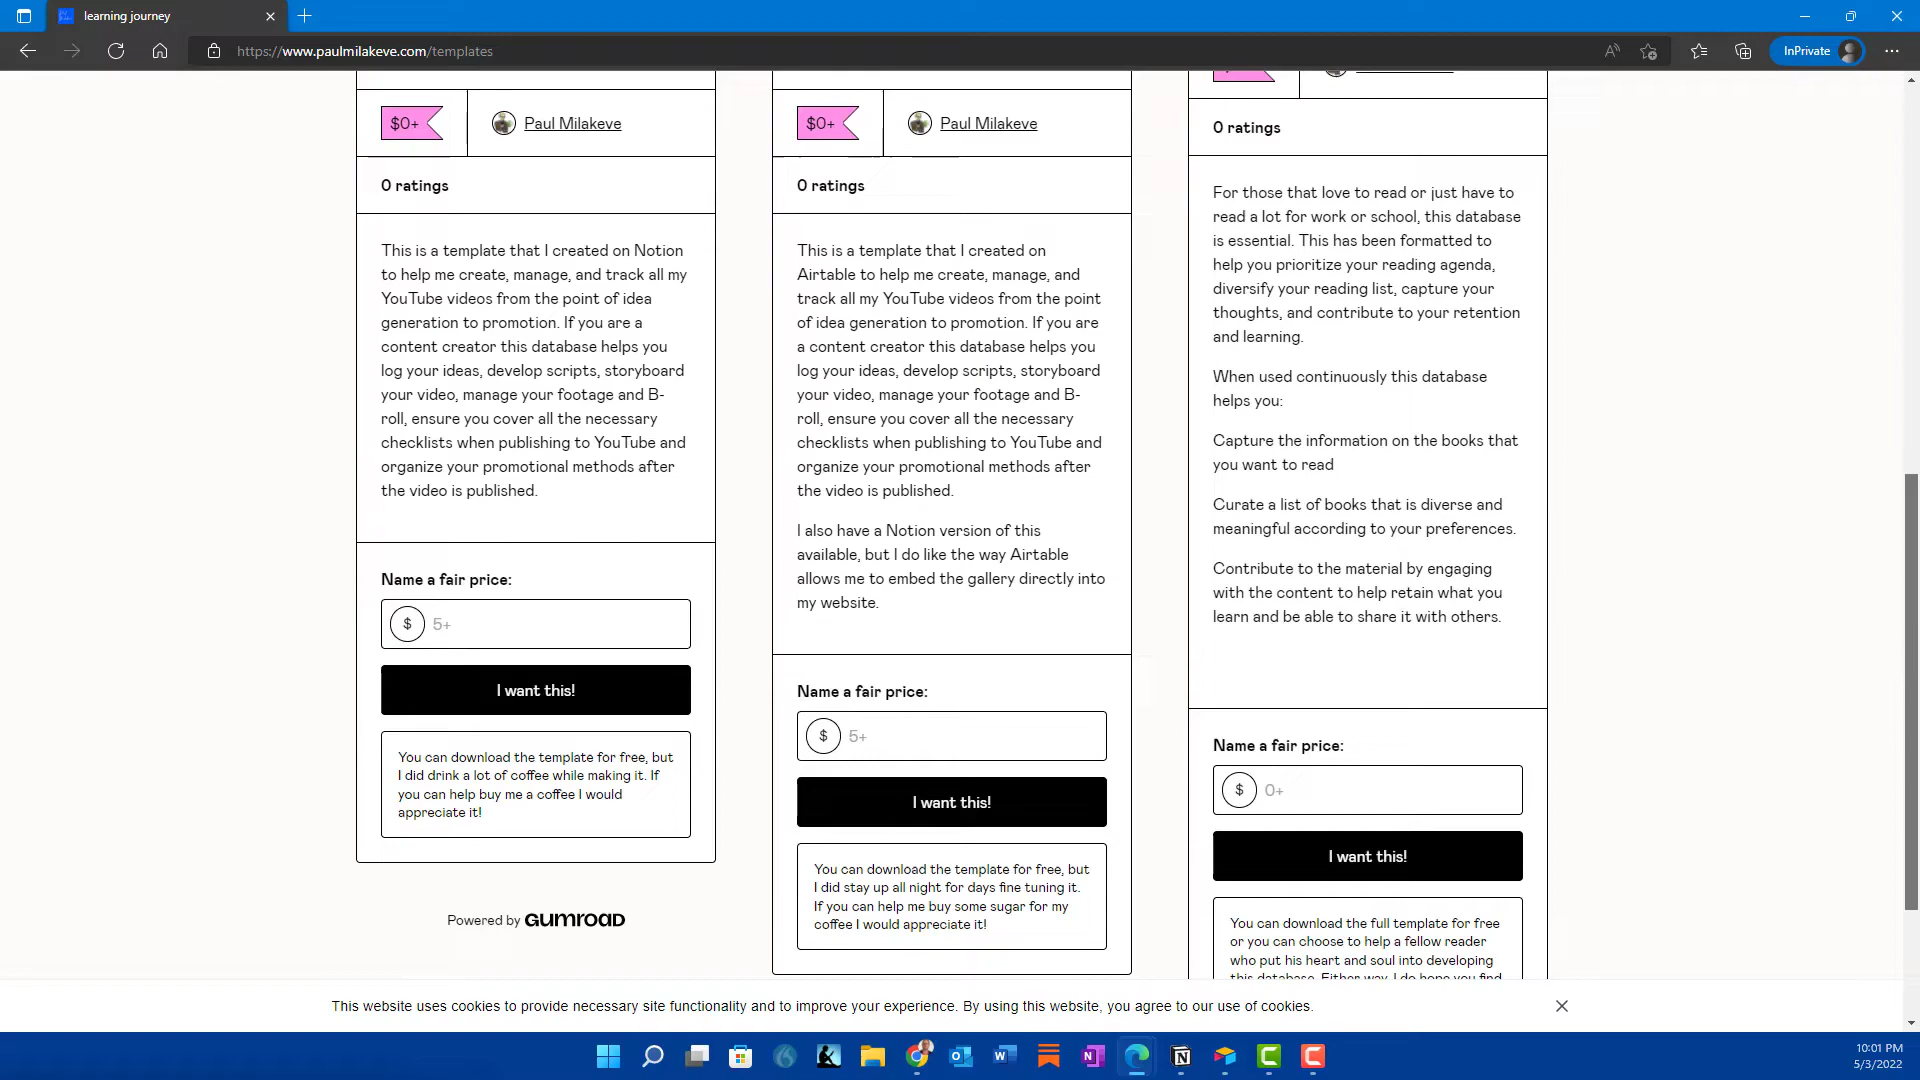 learning journey
https://www.paulmilakeve.com/templates
InPrivate
$0+
Paul Milakeve
0 ratings
This is a template that I created on Notion
to help me create, manage, and track all my
YouTube videos from the point of idea
generation to promotion. If you are a
content creator this database helps you
log your ideas, develop scripts, storyboard
your video, manage your footage and B-
roll, ensure you cover all the necessary
checklists when publishing to YouTube and
organize your promotional methods after
the video is published.
Name a fair price:
$ 5+
I want this!
You can download the template for free, but
I did drink a lot of coffee while making it. If
you can help buy me a coffee I would
appreciate it!
Powered by GUMROAD
$0+
Paul Milakeve
0 ratings
This is a template that I created on
Airtable to help me create, manage, and
track all my YouTube videos from the point
of idea generation to promotion. If you are
a content creator this database helps you
log your ideas, develop scripts, storyboard
your video, manage your footage and B-
roll, ensure you cover all the necessary
checklists when publishing to YouTube and
organize your promotional methods after
the video is published.
I also have a Notion version of this
available, but I do like the way Airtable
allows me to embed the gallery directly into
my website.
Name a fair price:
$ 5+
I want this!
You can download the template for free, but
I did stay up all night for days fine tuning it.
If you can help me buy some sugar for my
coffee I would appreciate it!
0 ratings
For those that love to read or just have to
read a lot for work or school, this database
is essential. This has been formatted to
help you prioritize your reading agenda,
diversify your reading list, capture your
thoughts, and contribute to your retention
and learning.
When used continuously this database
helps you:
Capture the information on the books that
you want to read
Curate a list of books that is diverse and
meaningful according to your preferences.
Contribute to the material by engaging
with the content to help retain what you
learn and be able to share it with others.
Name a fair price:
$ 0+
I want this!
You can download the full template for free
or you can choose to help a fellow reader
who put his heart and soul into developing
this database. Either way, I do hope you find
This website uses cookies to provide necessary site functionality and to improve your experience. By using this website, you agree to our use of cookies.
10:01 PM
5/3/2022